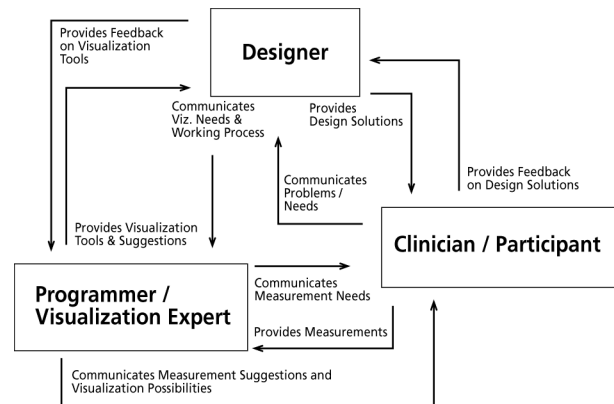 Provides Feedback
on Visualization
Tools
Designer
Communicates
Viz. Needs &
Working Process
Provides
Design Solutions
Communicates
Problems /
Needs
Provides Feedback
on Design Solutions
Provides Visualization
Tools & Suggestions
Clinician / Participant
Programmer /
Visualization Expert
Communicates
Measurement Needs
Provides Measurements
Communicates Measurement Suggestions and
Visualization Possibilities